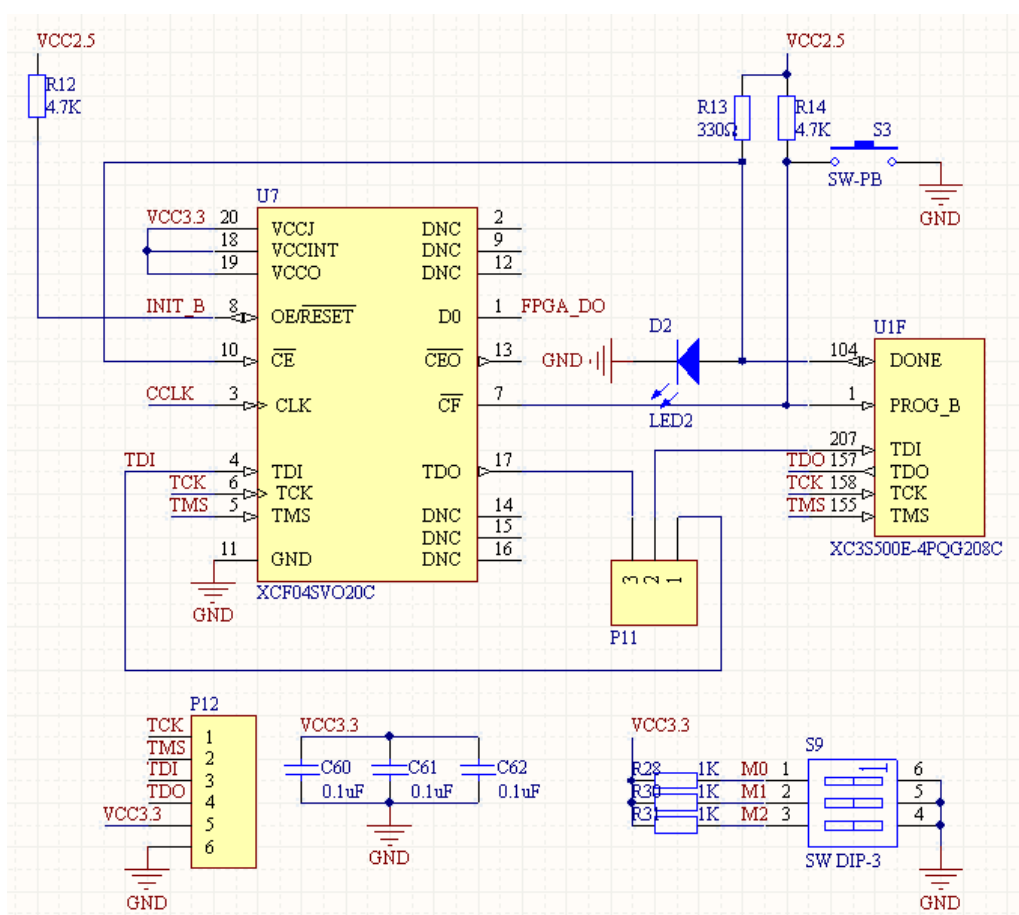 VCC2.5
VCC2.5
R12
4.7K
R13
330Ω
R14
4.7K
S3
SW-PB
GND
U7
VCC3.3 20 VCCJ DNC 2
18 VCCINT DNC 9
19 VCCO DNC 12
INIT_B 8 OE/RESET D0 1 FPGA_DO
10 CE CEO 13
CCLK 3 CLK CF 7
TDI 4 TDI TDO 17
TCK 6 TCK
TMS 5 TMS DNC 14
DNC 15
11 GND DNC 16
GND
XCF04SVO20C
D2
GND
LED2
U1F
104 DONE
1 PROG_B
207 TDI
TDO 157 TDO
TCK 158 TCK
TMS 155 TMS
XC3S500E-4PQG208C
3 2 1
P11
P12
TCK 1
TMS 2
TDI 3
TDO 4
VCC3.3 5
6
GND
VCC3.3
C60 C61 C62
0.1uF 0.1uF 0.1uF
GND
VCC3.3
S9
R28 1K M0 1 6
R30 1K M1 2 5
R31 1K M2 3 4
SW DIP-3
GND